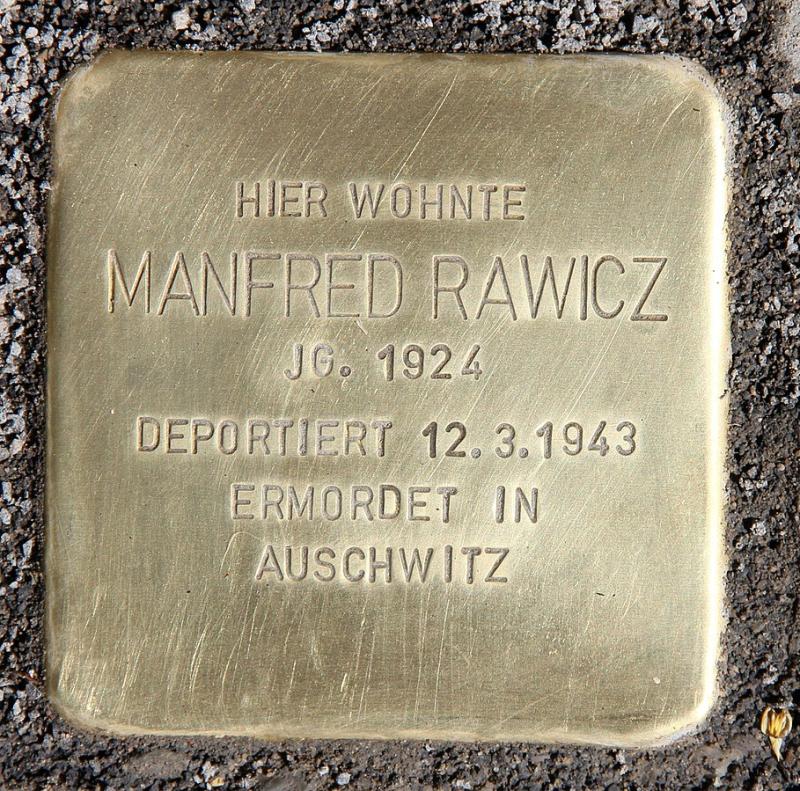 HIER WOHNTE
MANFRED RAWICZ
JG. 1924
DEPORTIERT 12.3.1943
ERMORDET IN
AUSCHWITZ